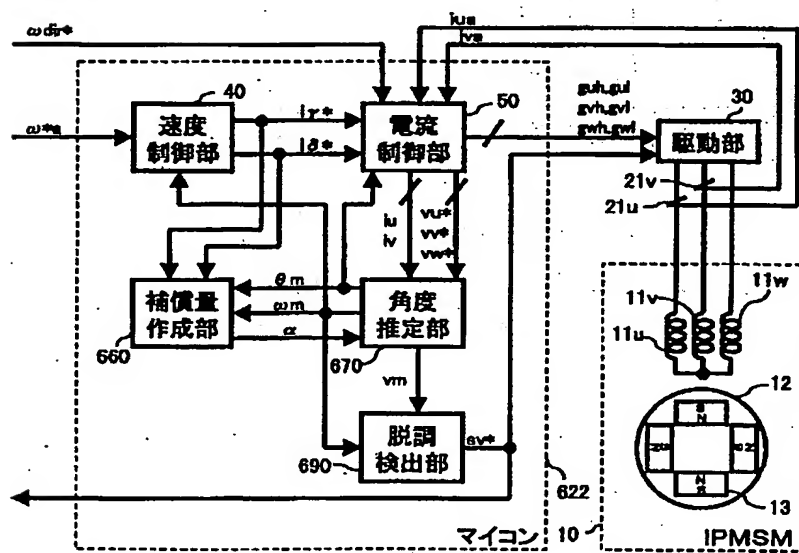 ωdir*
iua
iva
40
50
guh,gul
gvh,gvl
gwh,gwl
30
ω*a
速度
制御部
iγ*
iδ*
電流
制御部
駆動部
21v
21u
iu
iv
vu*
vv*
vw*
θm
ωm
α
補償量
作成部
660
角度
推定部
670
11w
11v
11u
vm
12
脱調
検出部
690
sv*
622
S
N
N
S
13
マイコン
10
IPMSM